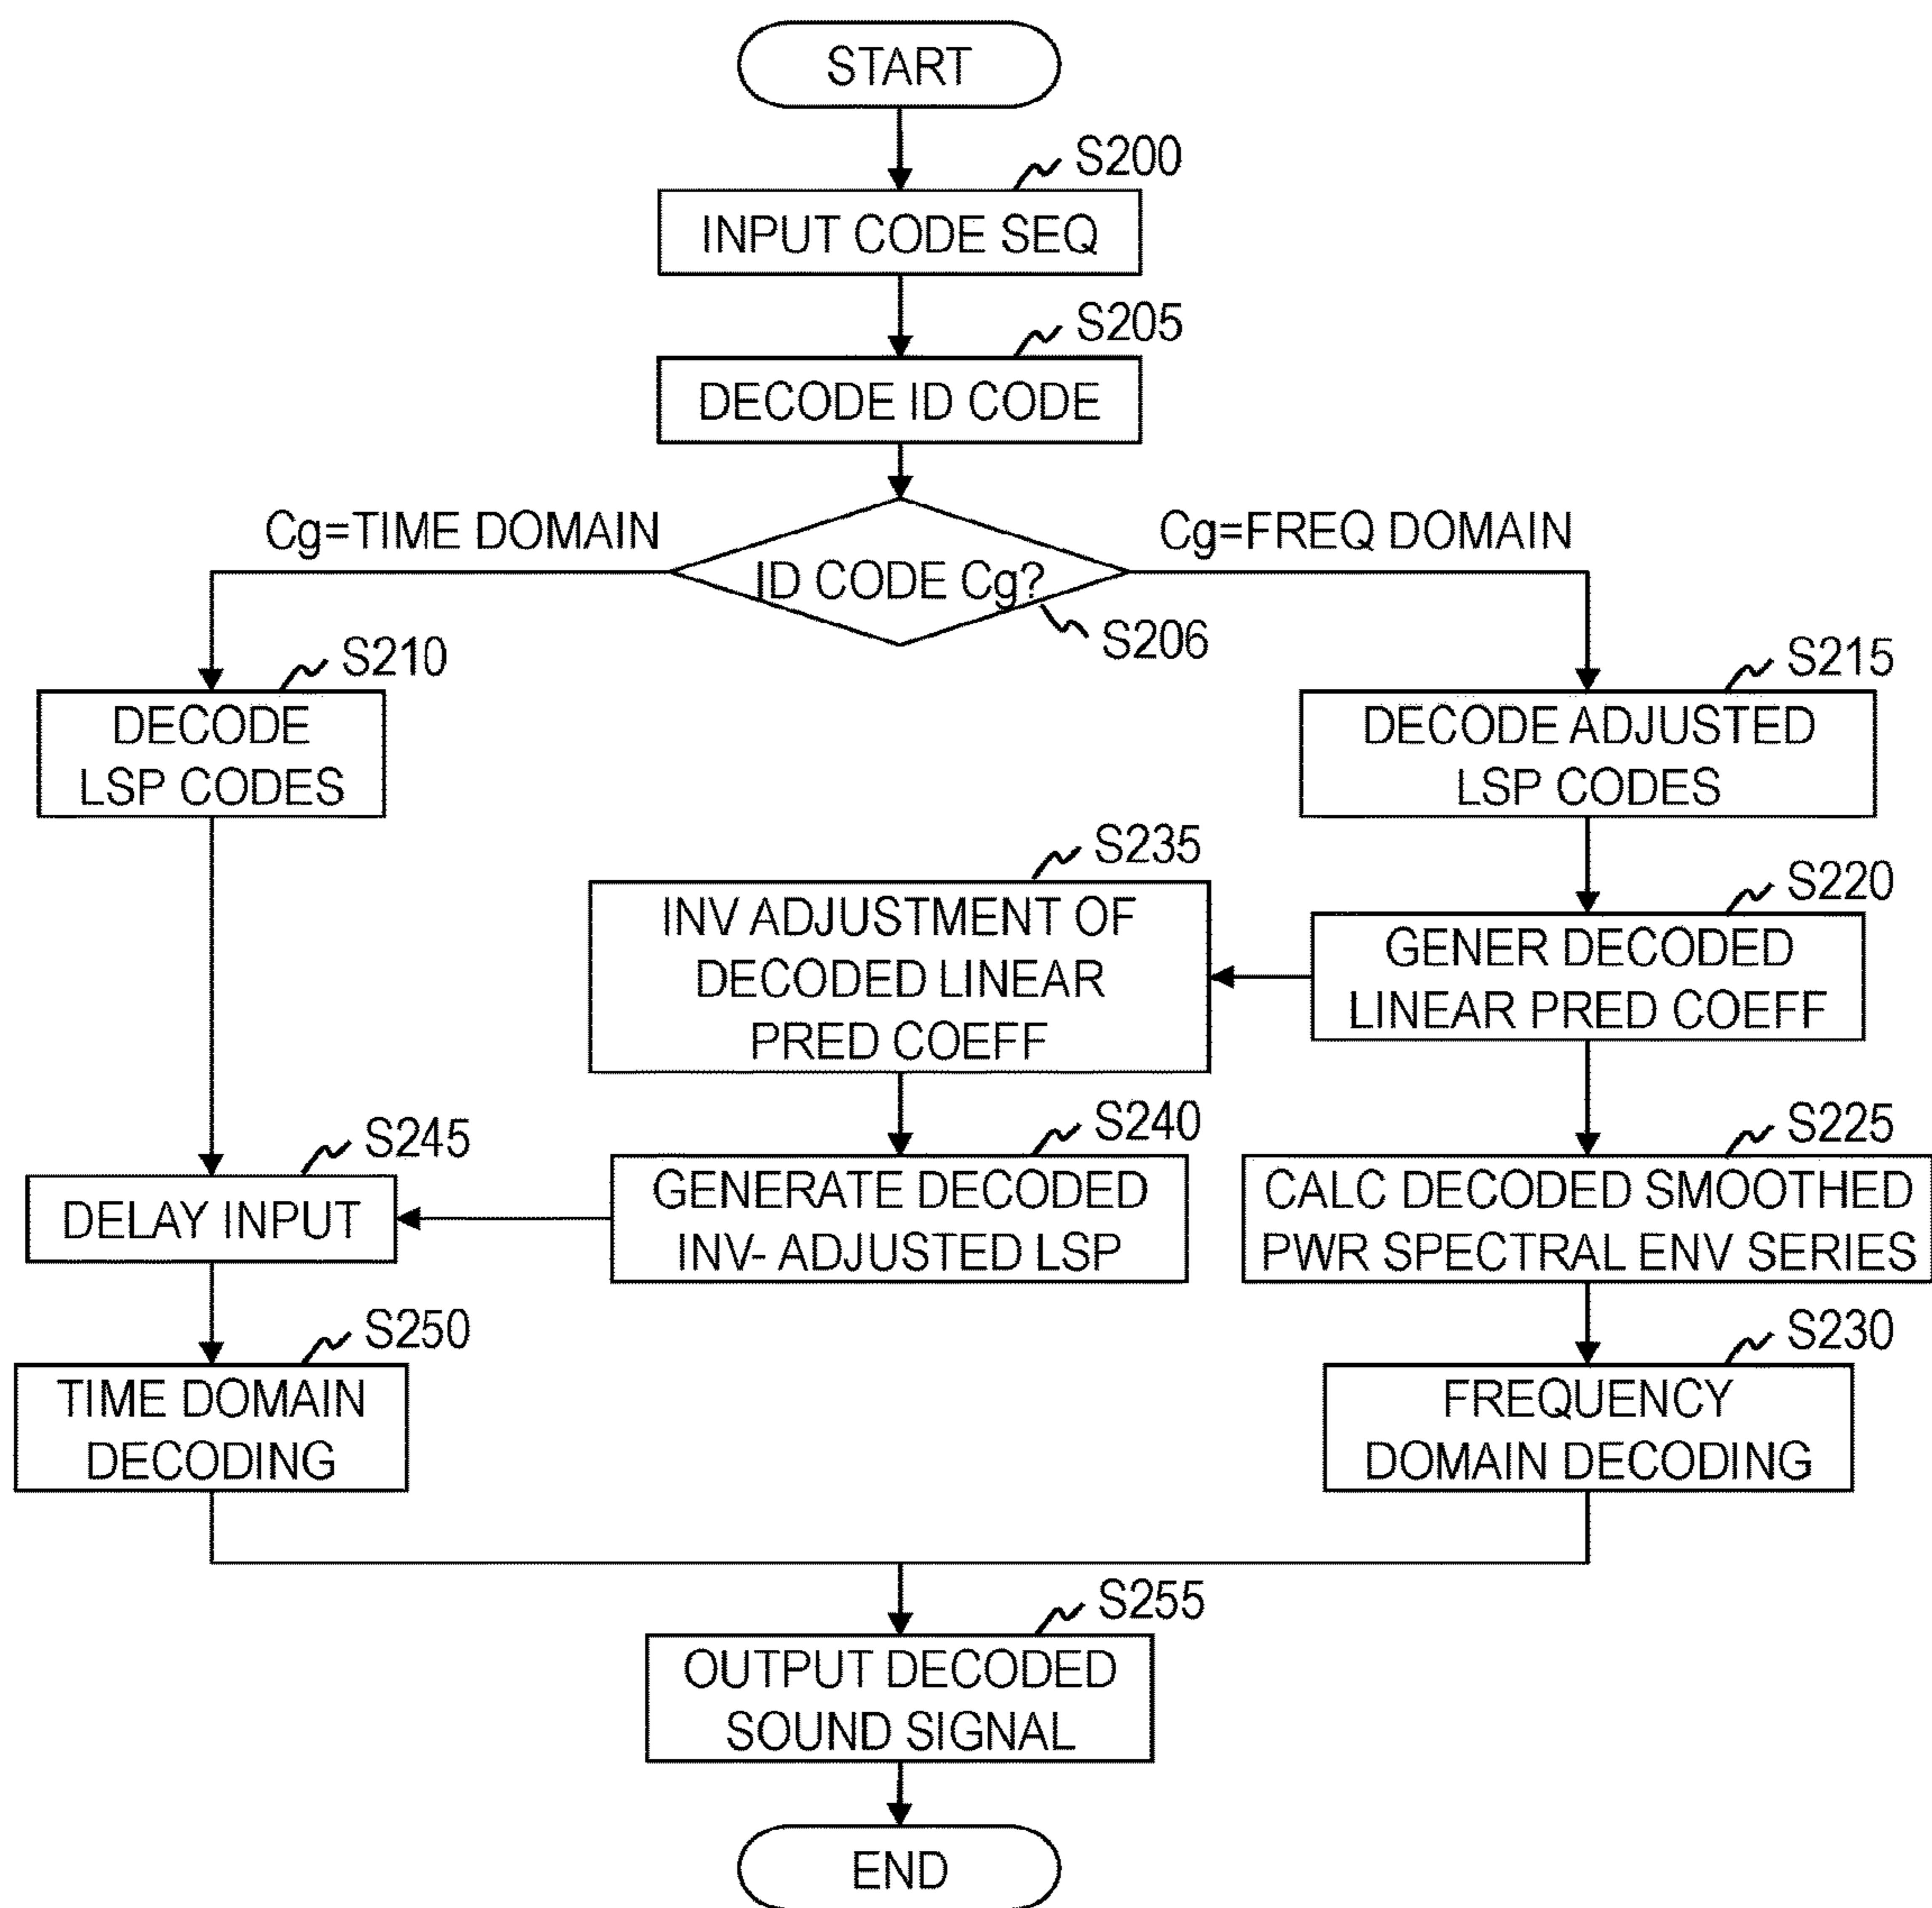 START
S200
INPUT CODE SEQ
S205
DECODE ID CODE
Cg=TIME DOMAIN
Cg=FREQ DOMAIN
ID CODE Cg?
S206
S210
DECODE
LSP CODES
S215
DECODE ADJUSTED
LSP CODES
S235
INV ADJUSTMENT OF
DECODED LINEAR
PRED COEFF
S220
GENER DECODED
LINEAR PRED COEFF
S245
DELAY INPUT
S240
GENERATE DECODED
INV- ADJUSTED LSP
S225
CALC DECODED SMOOTHED
PWR SPECTRAL ENV SERIES
S250
TIME DOMAIN
DECODING
S230
FREQUENCY
DOMAIN DECODING
S255
OUTPUT DECODED
SOUND SIGNAL
END